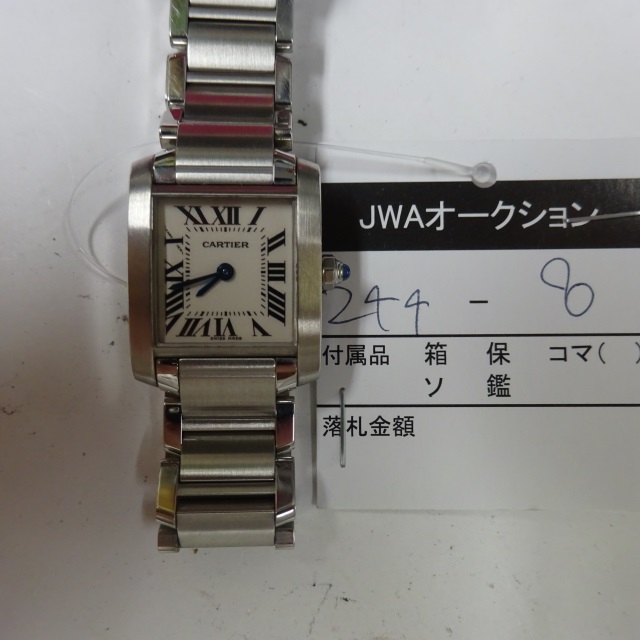 XII
CARTIER
SWISS MADE
JWAオークション
244 - 8
付属品 箱 保 コマ( )
ソ 鑑
落札金額